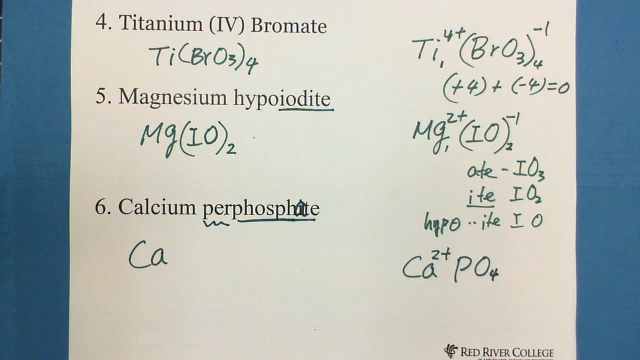 4. Titanium (IV) Bromate
Ti(BrO3)4
Ti1 4+ (BrO3)4 -1
(+4) + (-4)=0
5. Magnesium hypoiodite
Mg(IO)2
Mg1 2+ (IO)2 -1
ate - IO3
ite IO2
hypo -- ite IO
6. Calcium perphosphate
Ca
Ca 2+ PO4
RED RIVER COLLEGE